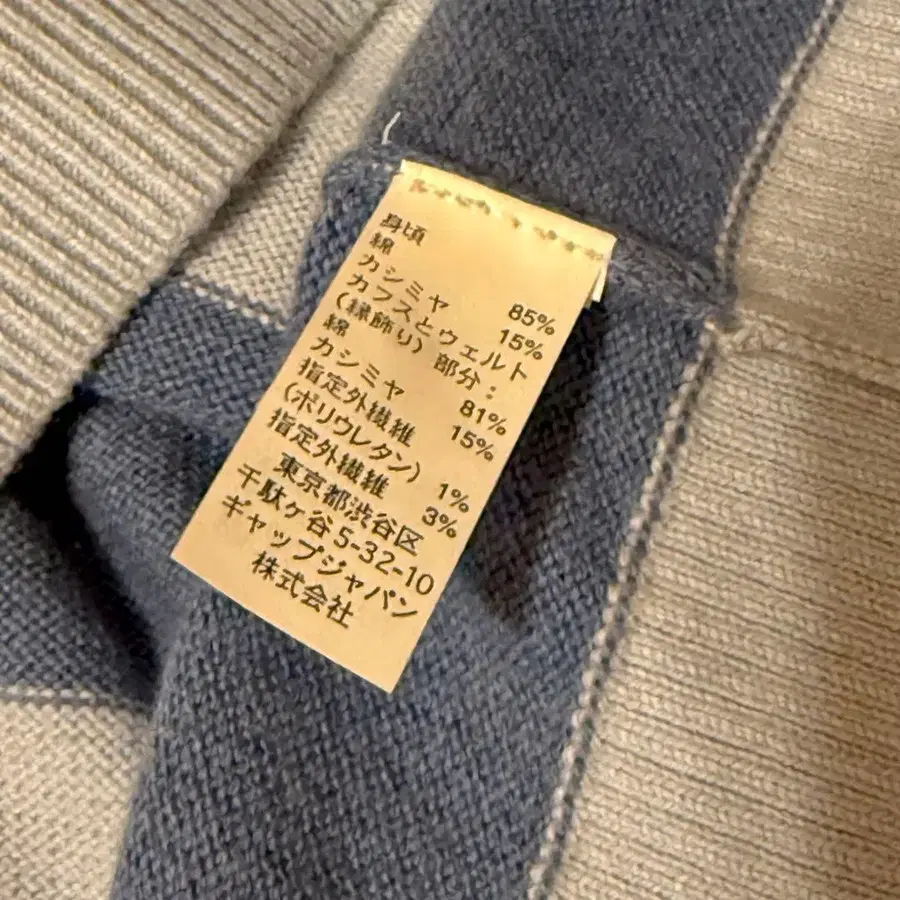 身頃
綿 85%
カシミヤ 15%
カフスとウェルト
(縁飾り) 部分:
綿 81%
カシミヤ 15%
指定外繊維
(ポリウレタン) 1%
指定外繊維 3%
東京都渋谷区
千駄ヶ谷5-32-10
ギャップジャパン
株式会社